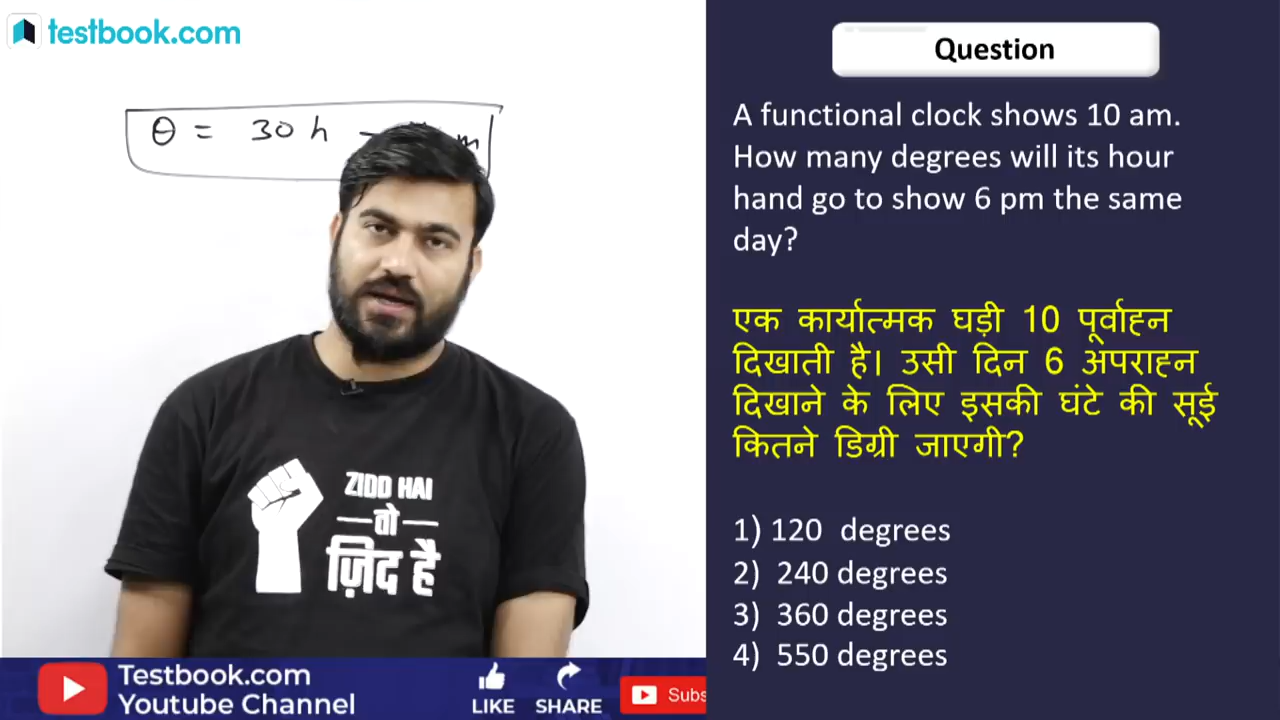 testbook.com
θ = 30 h –
m
ZIDD HAI
तो
ज़िद है
Testbook.com
Youtube Channel
LIKE
SHARE
Subs
Question
A functional clock shows 10 am.
How many degrees will its hour
hand go to show 6 pm the same
day?
एक कार्यात्मक घड़ी 10 पूर्वाह्न
दिखाती है। उसी दिन 6 अपराह्न
दिखाने के लिए इसकी घंटे की सूई
कितने डिग्री जाएगी?
1) 120 degrees
2) 240 degrees
3) 360 degrees
4) 550 degrees